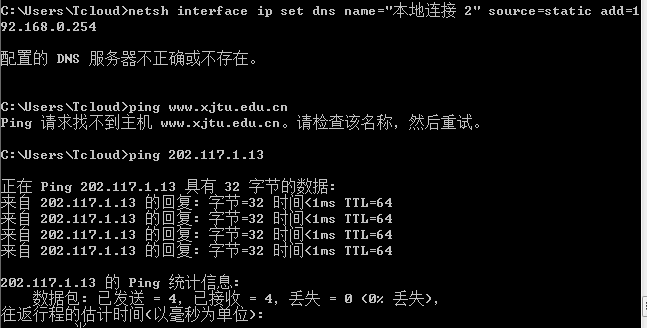 C:\Users\Tcloud>netsh interface ip set dns name="本地连接 2" source=static add=1
92.168.0.254
配置的 DNS 服务器不正确或不存在。
C:\Users\Tcloud>ping www.xjtu.edu.cn
Ping 请求找不到主机 www.xjtu.edu.cn。请检查该名称，然后重试。
C:\Users\Tcloud>ping 202.117.1.13
正在 Ping 202.117.1.13 具有 32 字节的数据:
来自 202.117.1.13 的回复: 字节=32 时间<1ms TTL=64
来自 202.117.1.13 的回复: 字节=32 时间<1ms TTL=64
来自 202.117.1.13 的回复: 字节=32 时间<1ms TTL=64
来自 202.117.1.13 的回复: 字节=32 时间<1ms TTL=64
202.117.1.13 的 Ping 统计信息:
数据包: 已发送 = 4，已接收 = 4，丢失 = 0 (0% 丢失)，
往返行程的估计时间(以毫秒为单位):